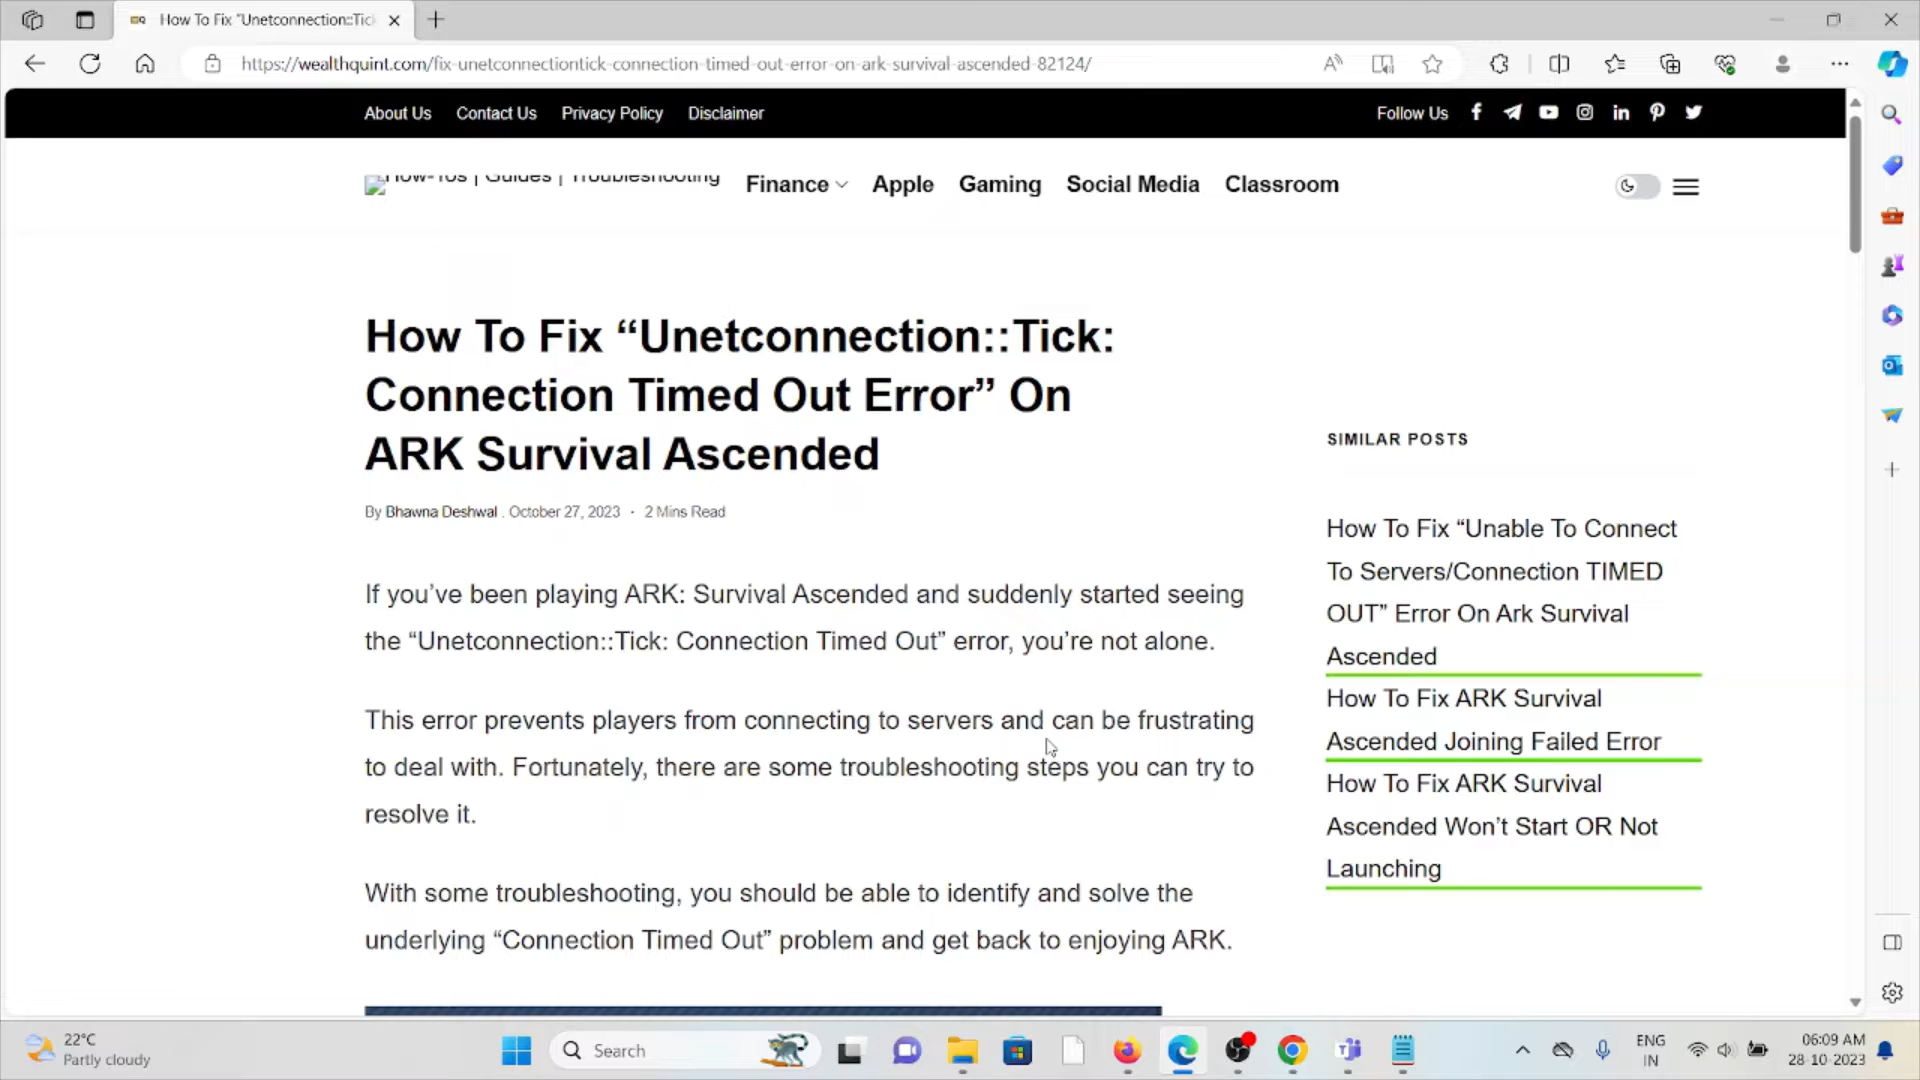 How To Fix "Unetconnection::Tic
https://wealthquint.com/fix-unetconnectiontick-connection-timed-out-error-on-ark-survival-ascended-82124/
About Us Contact Us Privacy Policy Disclaimer Follow Us
How-Tos | Guides | Troubleshooting Finance Apple Gaming Social Media Classroom
How To Fix “Unetconnection::Tick:
Connection Timed Out Error” On
ARK Survival Ascended
By Bhawna Deshwal . October 27, 2023 · 2 Mins Read
If you’ve been playing ARK: Survival Ascended and suddenly started seeing
the “Unetconnection::Tick: Connection Timed Out” error, you’re not alone.
This error prevents players from connecting to servers and can be frustrating
to deal with. Fortunately, there are some troubleshooting steps you can try to
resolve it.
With some troubleshooting, you should be able to identify and solve the
underlying “Connection Timed Out” problem and get back to enjoying ARK.
SIMILAR POSTS
How To Fix “Unable To Connect
To Servers/Connection TIMED
OUT” Error On Ark Survival
Ascended
How To Fix ARK Survival
Ascended Joining Failed Error
How To Fix ARK Survival
Ascended Won’t Start OR Not
Launching
22°C
Partly cloudy
Search
ENG
IN
06:09 AM
28-10-2023